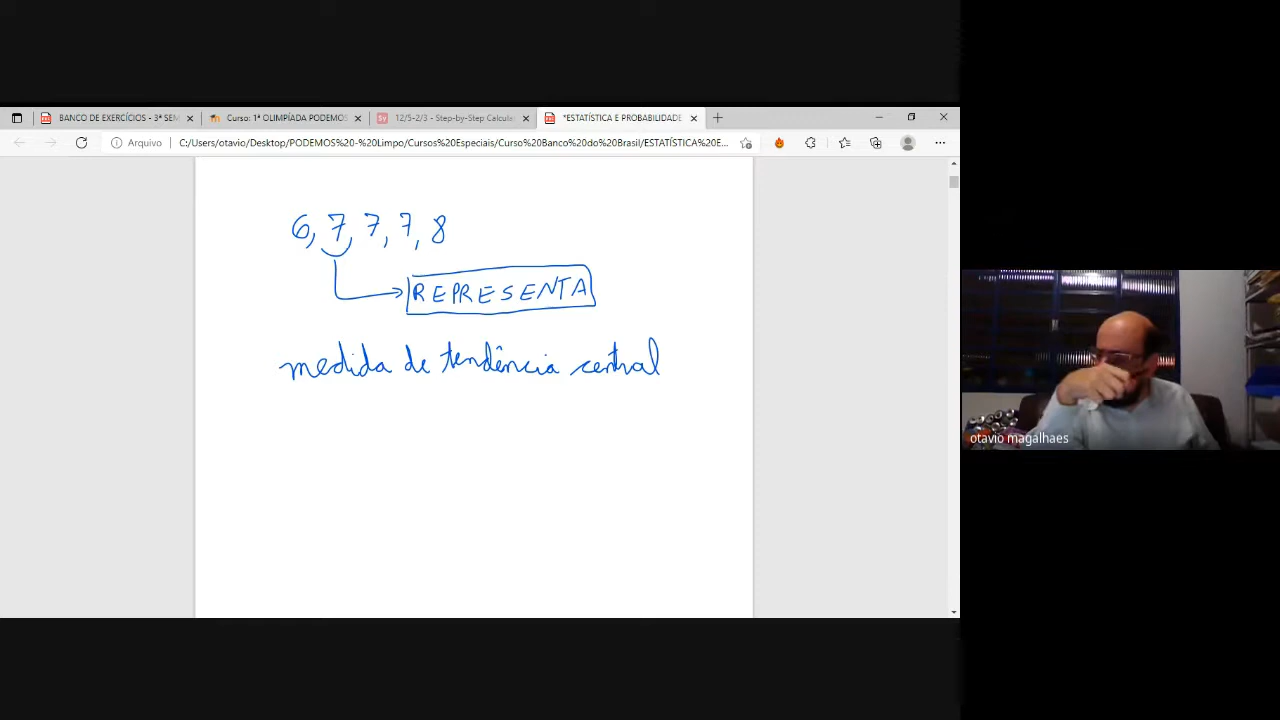 BANCO DE EXERCÍCIOS - 3ª SEM
Curso: 1ª OLIMPÍADA PODEMOS
12/5-2/3 - Step-by-Step Calcula
*ESTATÍSTICA E PROBABILIDADE
Arquivo
C:/Users/otavio/Desktop/PODEMOS%20-%20Limpo/Cursos%20Especiais/Curso%20Banco%20do%20Brasil/ESTATÍSTICA%20E...
6, 7, 7, 7, 8
REPRESENTA
medida de tendência central
otavio magalhaes